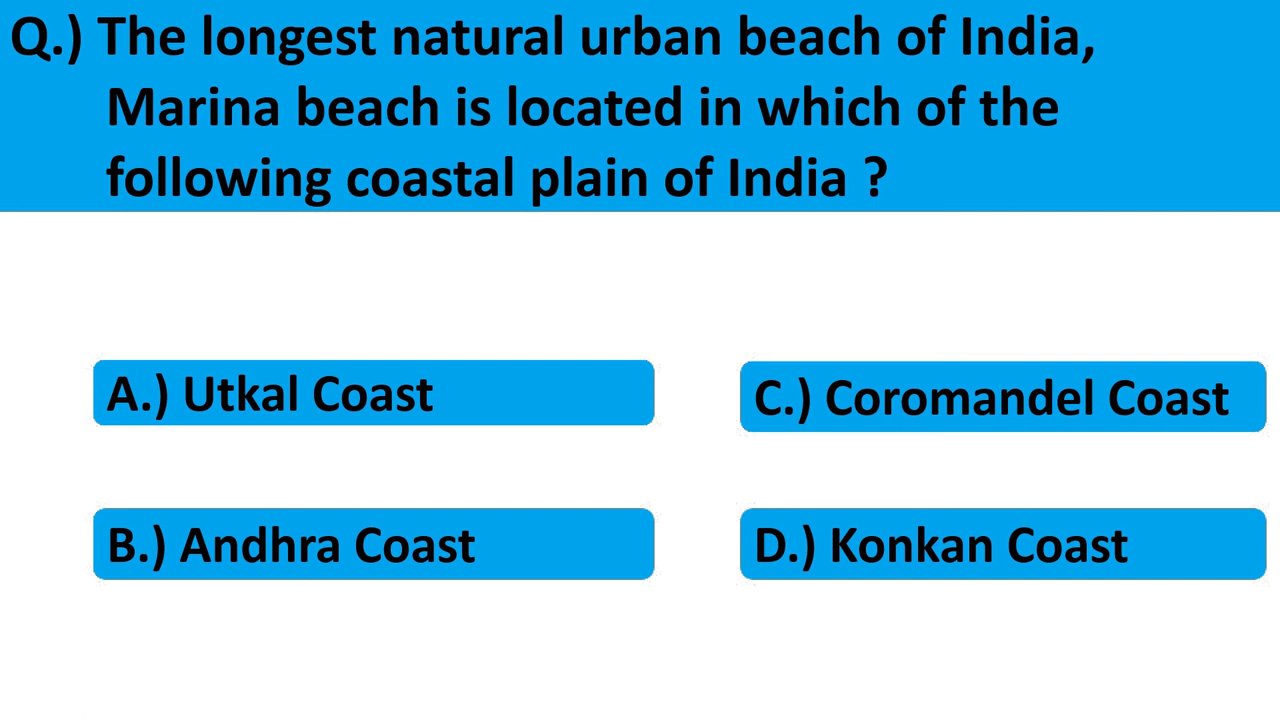 Q.) The longest natural urban beach of India,
Marina beach is located in which of the
following coastal plain of India ?
A.) Utkal Coast
C.) Coromandel Coast
B.) Andhra Coast
D.) Konkan Coast